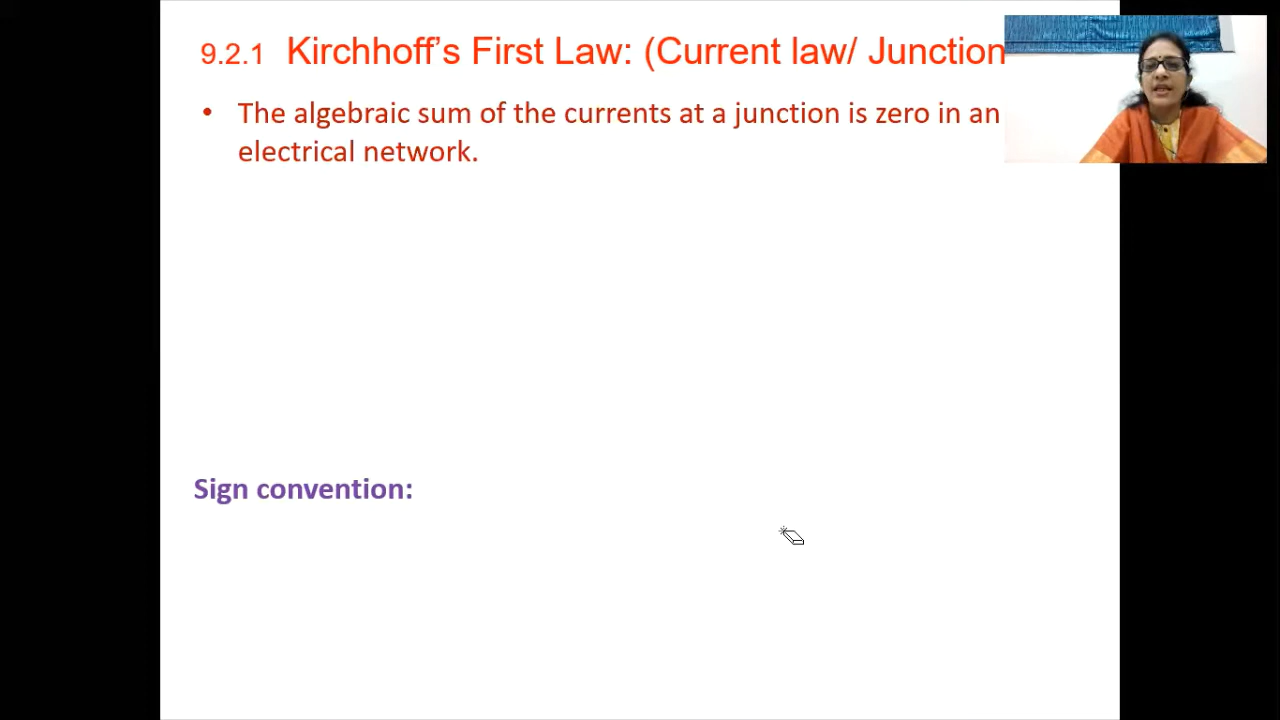 9.2.1 Kirchhoff’s First Law: (Current law/ Junction
• The algebraic sum of the currents at a junction is zero in an
electrical network.
Sign convention: